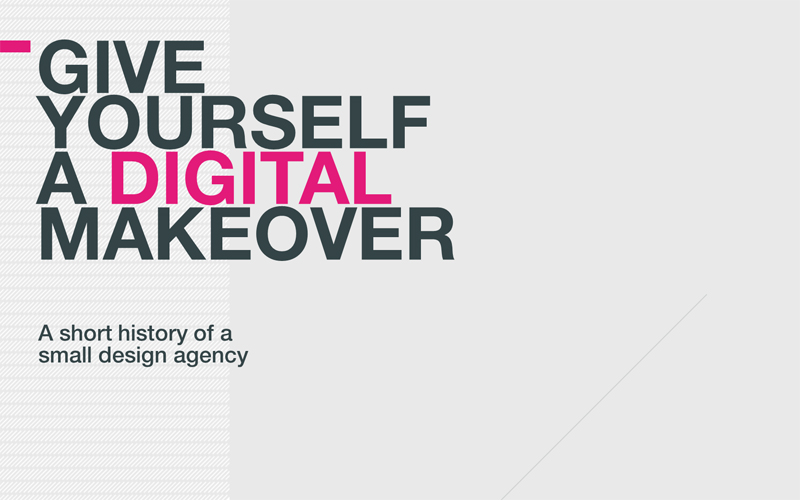 GIVE
YOURSELF
A DIGITAL
MAKEOVER
A short history of a
small design agency